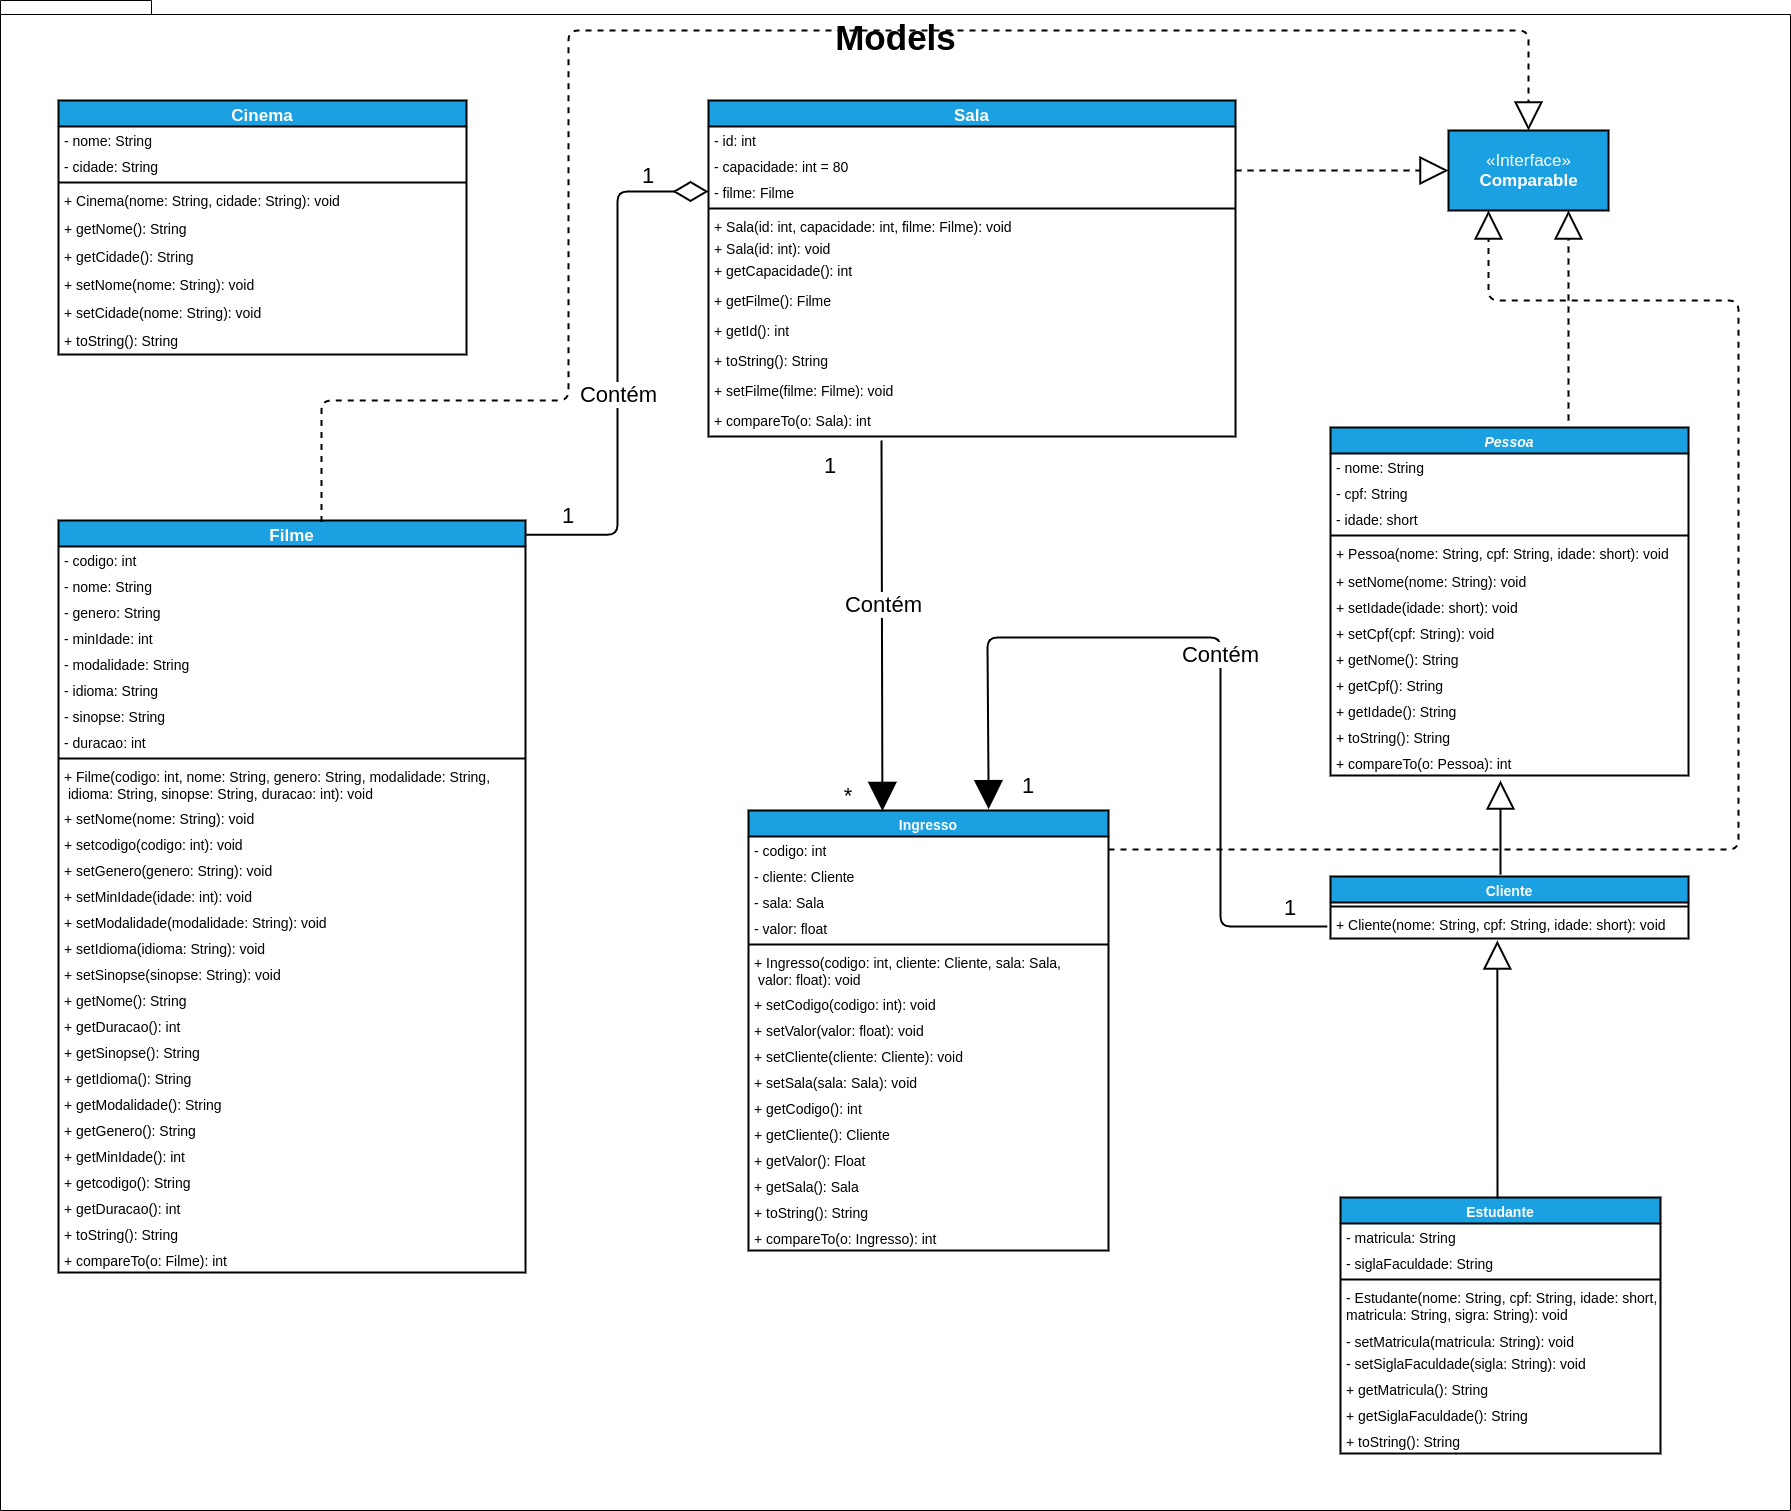 Models
Cinema
- nome: String
- cidade: String
+ Cinema(nome: String, cidade: String): void
+ getNome(): String
+ getCidade(): String
+ setNome(nome: String): void
+ setCidade(nome: String): void
+ toString(): String
Sala
- id: int
- capacidade: int = 80
- filme: Filme
+ Sala(id: int, capacidade: int, filme: Filme): void
+ Sala(id: int): void
+ getCapacidade(): int
+ getFilme(): Filme
+ getId(): int
+ toString(): String
+ setFilme(filme: Filme): void
+ compareTo(o: Sala): int
«Interface»
Comparable
1
Contém
1
Filme
- codigo: int
- nome: String
- genero: String
- minIdade: int
- modalidade: String
- idioma: String
- sinopse: String
- duracao: int
+ Filme(codigo: int, nome: String, genero: String, modalidade: String,
idioma: String, sinopse: String, duracao: int): void
+ setNome(nome: String): void
+ setcodigo(codigo: int): void
+ setGenero(genero: String): void
+ setMinIdade(idade: int): void
+ setModalidade(modalidade: String): void
+ setIdioma(idioma: String): void
+ setSinopse(sinopse: String): void
+ getNome(): String
+ getDuracao(): int
+ getSinopse(): String
+ getIdioma(): String
+ getModalidade(): String
+ getGenero(): String
+ getMinIdade(): int
+ getcodigo(): String
+ getDuracao(): int
+ toString(): String
+ compareTo(o: Filme): int
1
Contém
*
Contém
1
1
Ingresso
- codigo: int
- cliente: Cliente
- sala: Sala
- valor: float
+ Ingresso(codigo: int, cliente: Cliente, sala: Sala,
valor: float): void
+ setCodigo(codigo: int): void
+ setValor(valor: float): void
+ setCliente(cliente: Cliente): void
+ setSala(sala: Sala): void
+ getCodigo(): int
+ getCliente(): Cliente
+ getValor(): Float
+ getSala(): Sala
+ toString(): String
+ compareTo(o: Ingresso): int
Pessoa
- nome: String
- cpf: String
- idade: short
+ Pessoa(nome: String, cpf: String, idade: short): void
+ setNome(nome: String): void
+ setIdade(idade: short): void
+ setCpf(cpf: String): void
+ getNome(): String
+ getCpf(): String
+ getIdade(): String
+ toString(): String
+ compareTo(o: Pessoa): int
Cliente
+ Cliente(nome: String, cpf: String, idade: short): void
Estudante
- matricula: String
- siglaFaculdade: String
- Estudante(nome: String, cpf: String, idade: short,
matricula: String, sigra: String): void
- setMatricula(matricula: String): void
- setSiglaFaculdade(sigla: String): void
+ getMatricula(): String
+ getSiglaFaculdade(): String
+ toString(): String